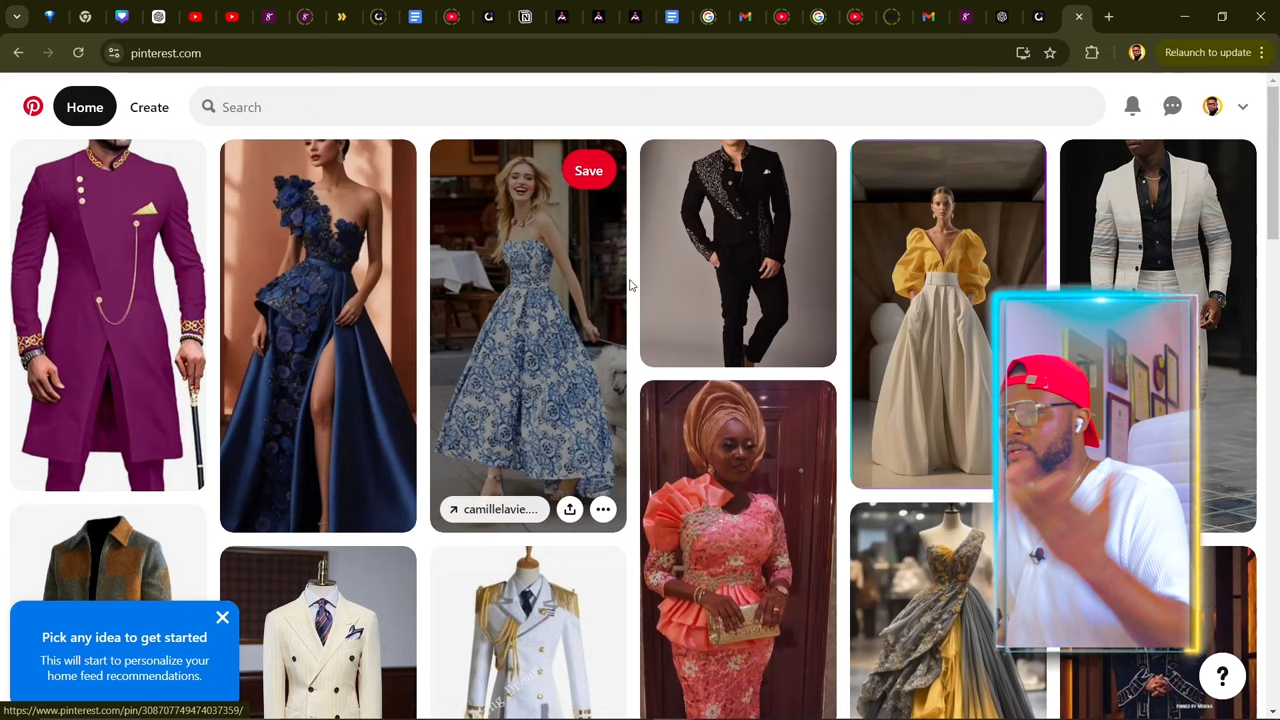 pinterest.com
Relaunch to update
Home
Create
Search
Save
camillelavie....
Pick any idea to get started
This will start to personalize your
home feed recommendations.
?
https://www.pinterest.com/pin/308707749474037359/